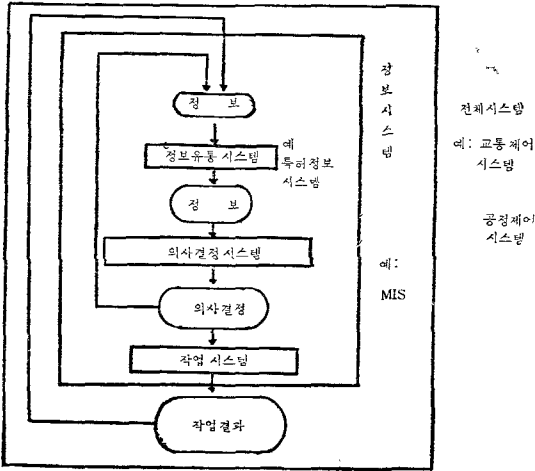 정 보
정보유통 시스템
예
특허정보
시스템
정 보
의사결정 시스템
의사결정
작업 시스템
작업결과
정
보
시
스
템
예:
MIS
전체시스템
예: 교통제어
시스템
공정제어
시스템